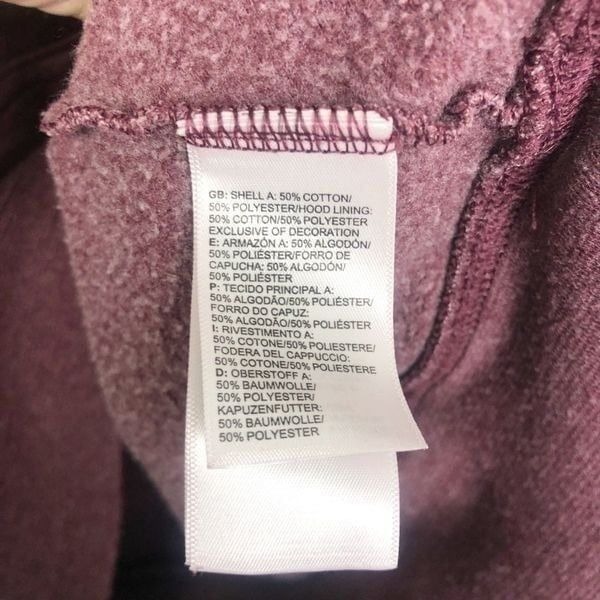 GB: SHELL A: 50% COTTON/
50% POLYESTER/HOOD LINING:
50% COTTON/50% POLYESTER
EXCLUSIVE OF DECORATION
E: ARMAZÓN A: 50% ALGODÓN/
50% POLIÉSTER/FORRO DE
CAPUCHA: 50% ALGODÓN/
50% POLIÉSTER
P: TECIDO PRINCIPAL A:
50% ALGODÃO/50% POLIÉSTER/
FORRO DO CAPUZ:
50% ALGODÃO/50% POLIÉSTER
I: RIVESTIMENTO A:
50% COTONE/50% POLIESTERE/
FODERA DEL CAPPUCCIO:
50% COTONE/50% POLIESTERE
D: OBERSTOFF A:
50% BAUMWOLLE/
50% POLYESTER/
KAPUZENFUTTER:
50% BAUMWOLLE/
50% POLYESTER